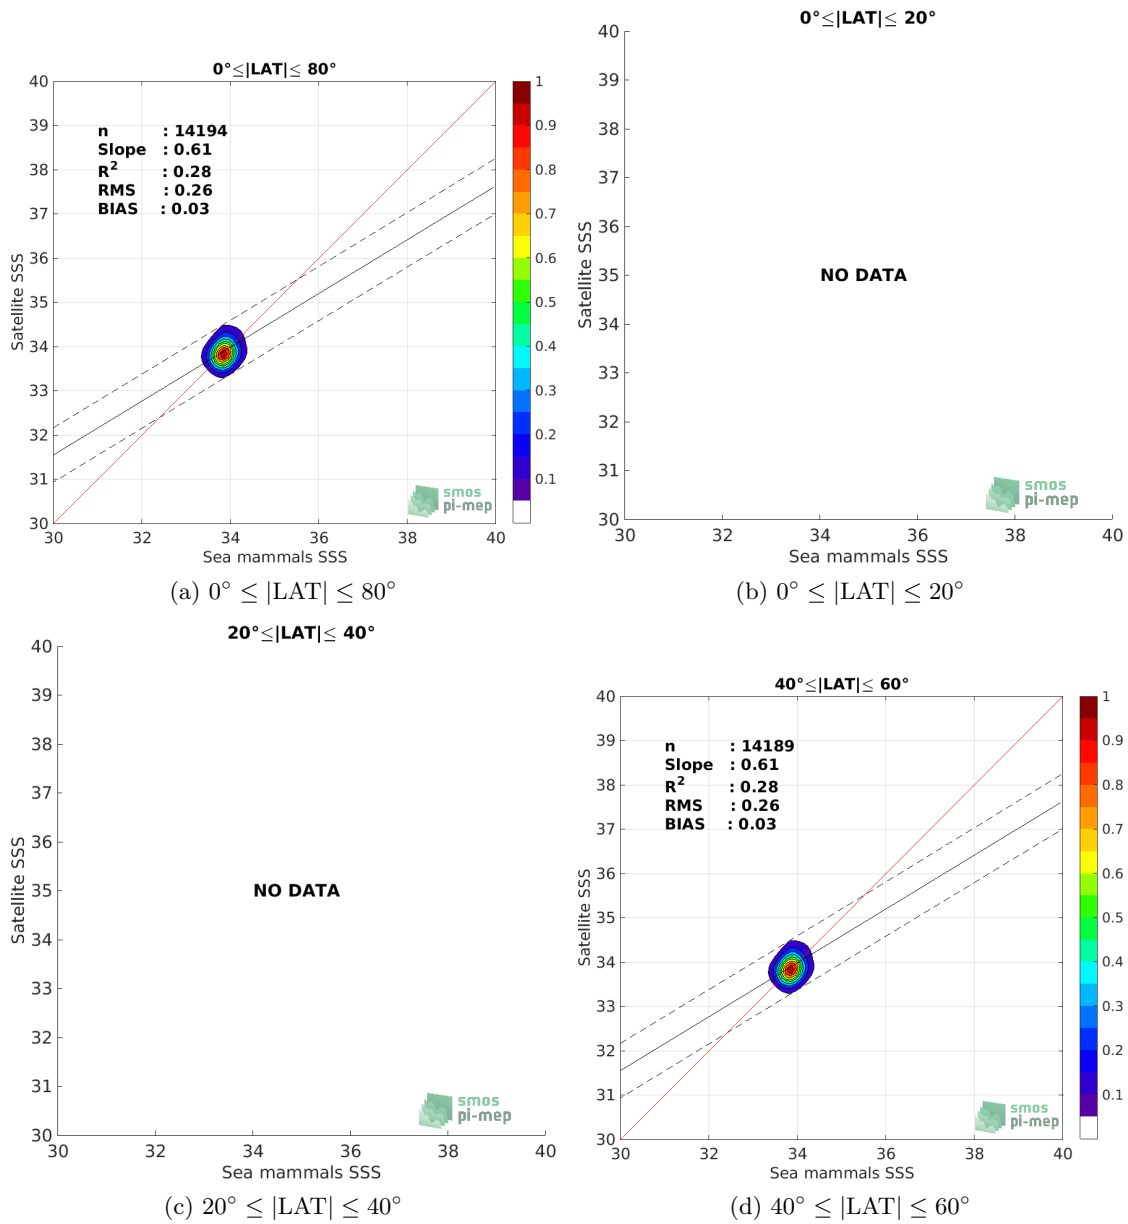 0°≤|LAT|≤ 80°
40
39
38
37
36
35
34
33
32
31
30
Satellite SSS
n : 14194
Slope : 0.61
R² : 0.28
RMS : 0.26
BIAS : 0.03
smos
pi-mep
30 32 34 36 38 40
Sea mammals SSS
1
0.9
0.8
0.7
0.6
0.5
0.4
0.3
0.2
0.1
(a) 0° ≤ |LAT| ≤ 80°
0°≤|LAT|≤ 20°
40
39
38
37
36
35
34
33
32
31
30
Satellite SSS
NO DATA
smos
pi-mep
30 32 34 36 38 40
Sea mammals SSS
(b) 0° ≤ |LAT| ≤ 20°
20°≤|LAT|≤ 40°
40
39
38
37
36
35
34
33
32
31
30
Satellite SSS
NO DATA
smos
pi-mep
30 32 34 36 38 40
Sea mammals SSS
(c) 20° ≤ |LAT| ≤ 40°
40°≤|LAT|≤ 60°
40
39
38
37
36
35
34
33
32
31
30
Satellite SSS
n : 14189
Slope : 0.61
R² : 0.28
RMS : 0.26
BIAS : 0.03
smos
pi-mep
30 32 34 36 38 40
Sea mammals SSS
1
0.9
0.8
0.7
0.6
0.5
0.4
0.3
0.2
0.1
(d) 40° ≤ |LAT| ≤ 60°